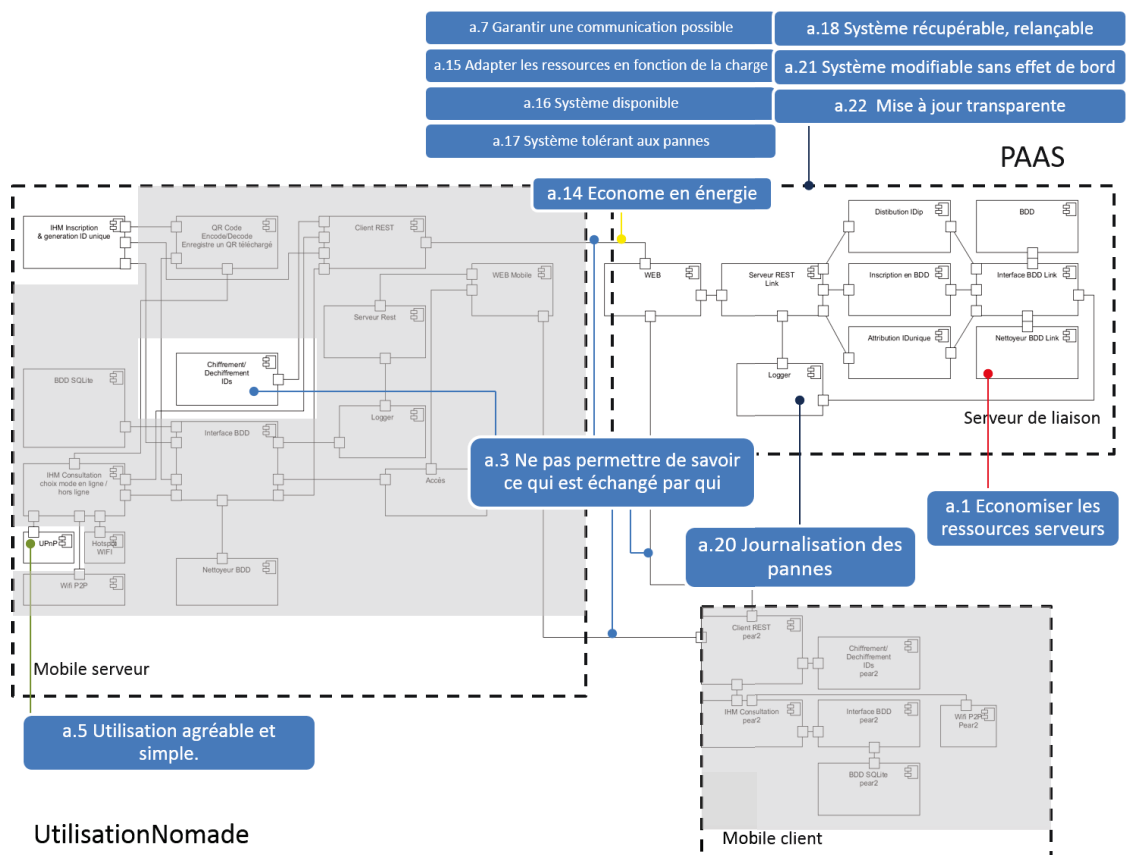 a.7 Garantir une communication possible
a.18 Système récupérable, relançable
a.15 Adapter les ressources en fonction de la charge
a.21 Système modifiable sans effet de bord
a.16 Système disponible
a.22 Mise à jour transparente
a.17 Système tolérant aux pannes
PAAS
a.14 Econome en énergie
IHM Inscription
& generation ID unique
QR Code
Encode/Decode
Enregistre un QR téléchargé
Client REST
WEB Mobile
Serveur Rest
Chiffrement/
Dechiffrement
IDs
BDD SQLite
Logger
Interface BDD
IHM Consultation
choix mode en ligne /
hors ligne
Accès
UPnP
Hotspot
WIFI
Wifi P2P
Nettoyeur BDD
Mobile serveur
WEB
Serveur REST
Link
Distibution IDip
BDD
Inscription en BDD
Interface BDD Link
Attribution IDunique
Nettoyeur BDD Link
Logger
Serveur de liaison
a.3 Ne pas permettre de savoir
ce qui est échangé par qui
a.1 Economiser les
ressources serveurs
a.20 Journalisation des
pannes
a.5 Utilisation agréable et
simple.
Client REST
pear2
Chiffrement/
Dechiffrement
IDs
pear2
IHM Consultation
pear2
Interface BDD
pear2
Wifi P2P
Pear2
BDD SQLite
pear2
Mobile client
UtilisationNomade